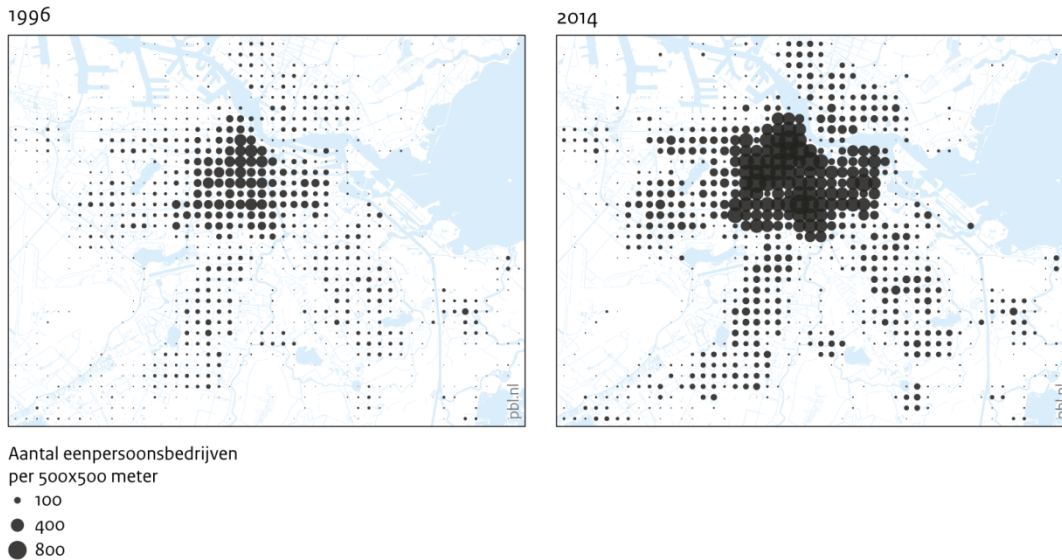 1996
2014
pbl.nl
pbl.nl
Aantal eenpersoonsbedrijven
per 500x500 meter
100
400
800